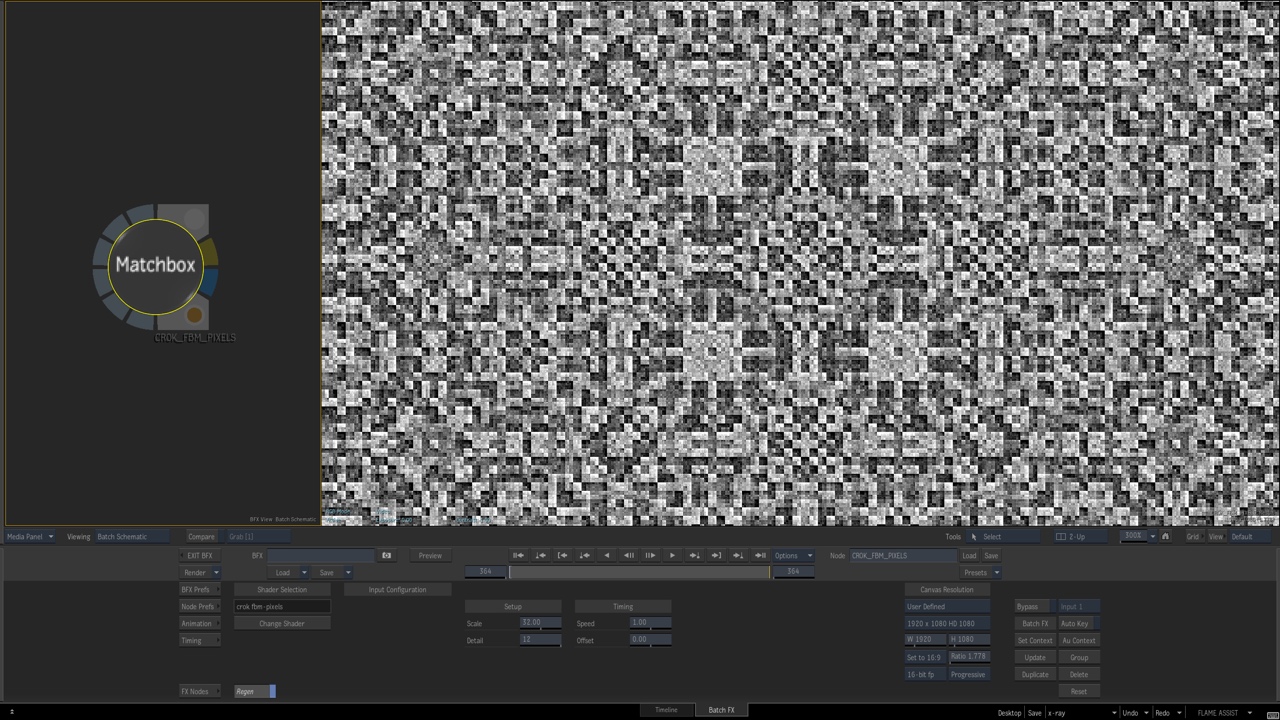 Matchbox
CROK_FBM_PIXELS
BFX View Batch Schematic
Media Panel Viewing Batch Schematic Compare Grab [1] Tools Select 2-Up 300% Grid View Default
EXIT BFX BFX Preview Options Node CROK_FBM_PIXELS Load Save
Render Load Save 364 364 Presets
BFX Prefs Shader Selection Input Configuration Canvas Resolution
Node Prefs crok fbm-pixels Setup Timing User Defined Bypass Input 1
Animation Change Shader Scale 32.00 Speed 1.00 1920 x 1080 HD 1080 Batch FX Auto Key
Timing Detail 12 Offset 0.00 W 1920 H 1080 Set Context Au Context
Set to 16:9 Ratio 1.778 Update Group
16-bit fp Progressive Duplicate Delete
FX Nodes Regen Reset
Timeline Batch FX Desktop Save x-ray Undo Redo FLAME ASSIST